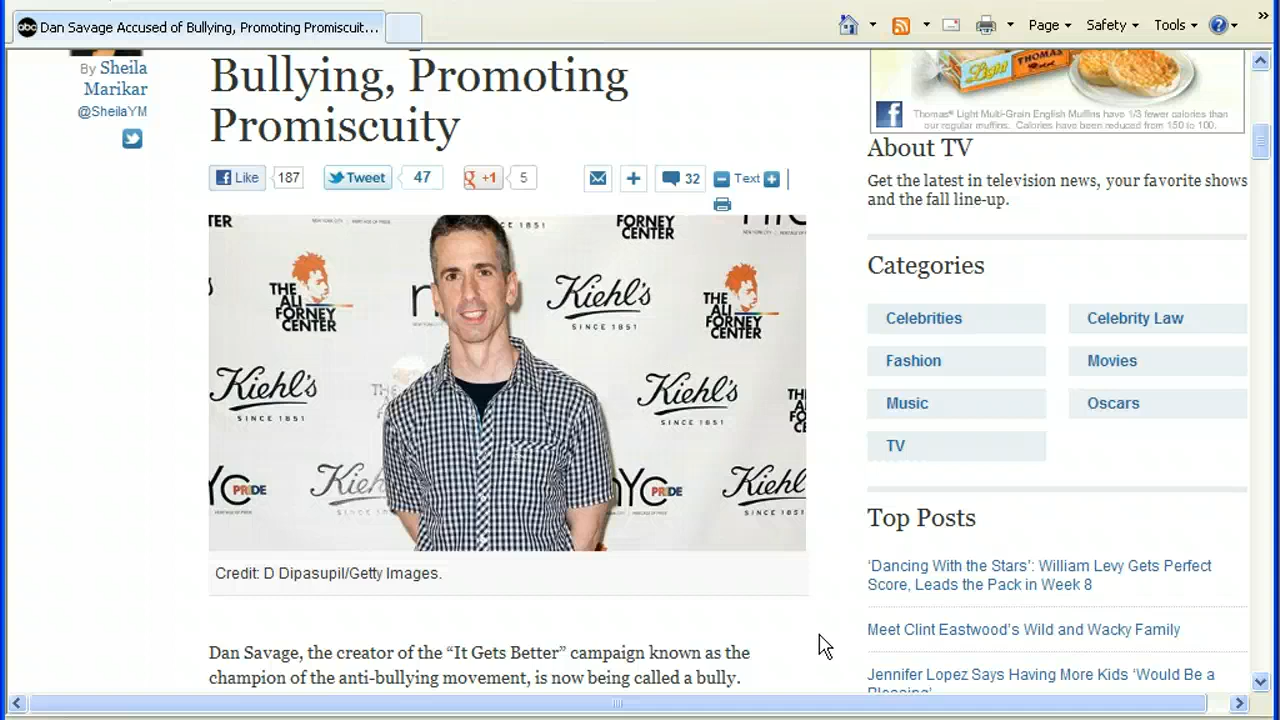 Dan Savage Accused of Bullying, Promoting Promiscuit...
Page
Safety
Tools
By Sheila
Marikar
@SheilaYM
Bullying, Promoting
Promiscuity
Like 187
Tweet 47
+1 5
32
Text
TER
FORNEY
CENTER
THE
ALI
FORNEY
CENTER
Kiehl's
SINCE 1851
THE
ALI
FORNEY
CENTER
Kiehl's
SINCE 1851
Kiehl's
SINCE 1851
YC PRIDE
NYC PRIDE
Kiehl's
SINCE 1851
Credit: D Dipasupil/Getty Images.
Dan Savage, the creator of the “It Gets Better” campaign known as the
champion of the anti-bullying movement, is now being called a bully.
Light THOMAS'
Thomas® Light Multi-Grain English Muffins have 1/3 fewer calories than
our regular muffins. Calories have been reduced from 150 to 100.
About TV
Get the latest in television news, your favorite shows
and the fall line-up.
Categories
Celebrities
Celebrity Law
Fashion
Movies
Music
Oscars
TV
Top Posts
‘Dancing With the Stars’: William Levy Gets Perfect
Score, Leads the Pack in Week 8
Meet Clint Eastwood’s Wild and Wacky Family
Jennifer Lopez Says Having More Kids ‘Would Be a